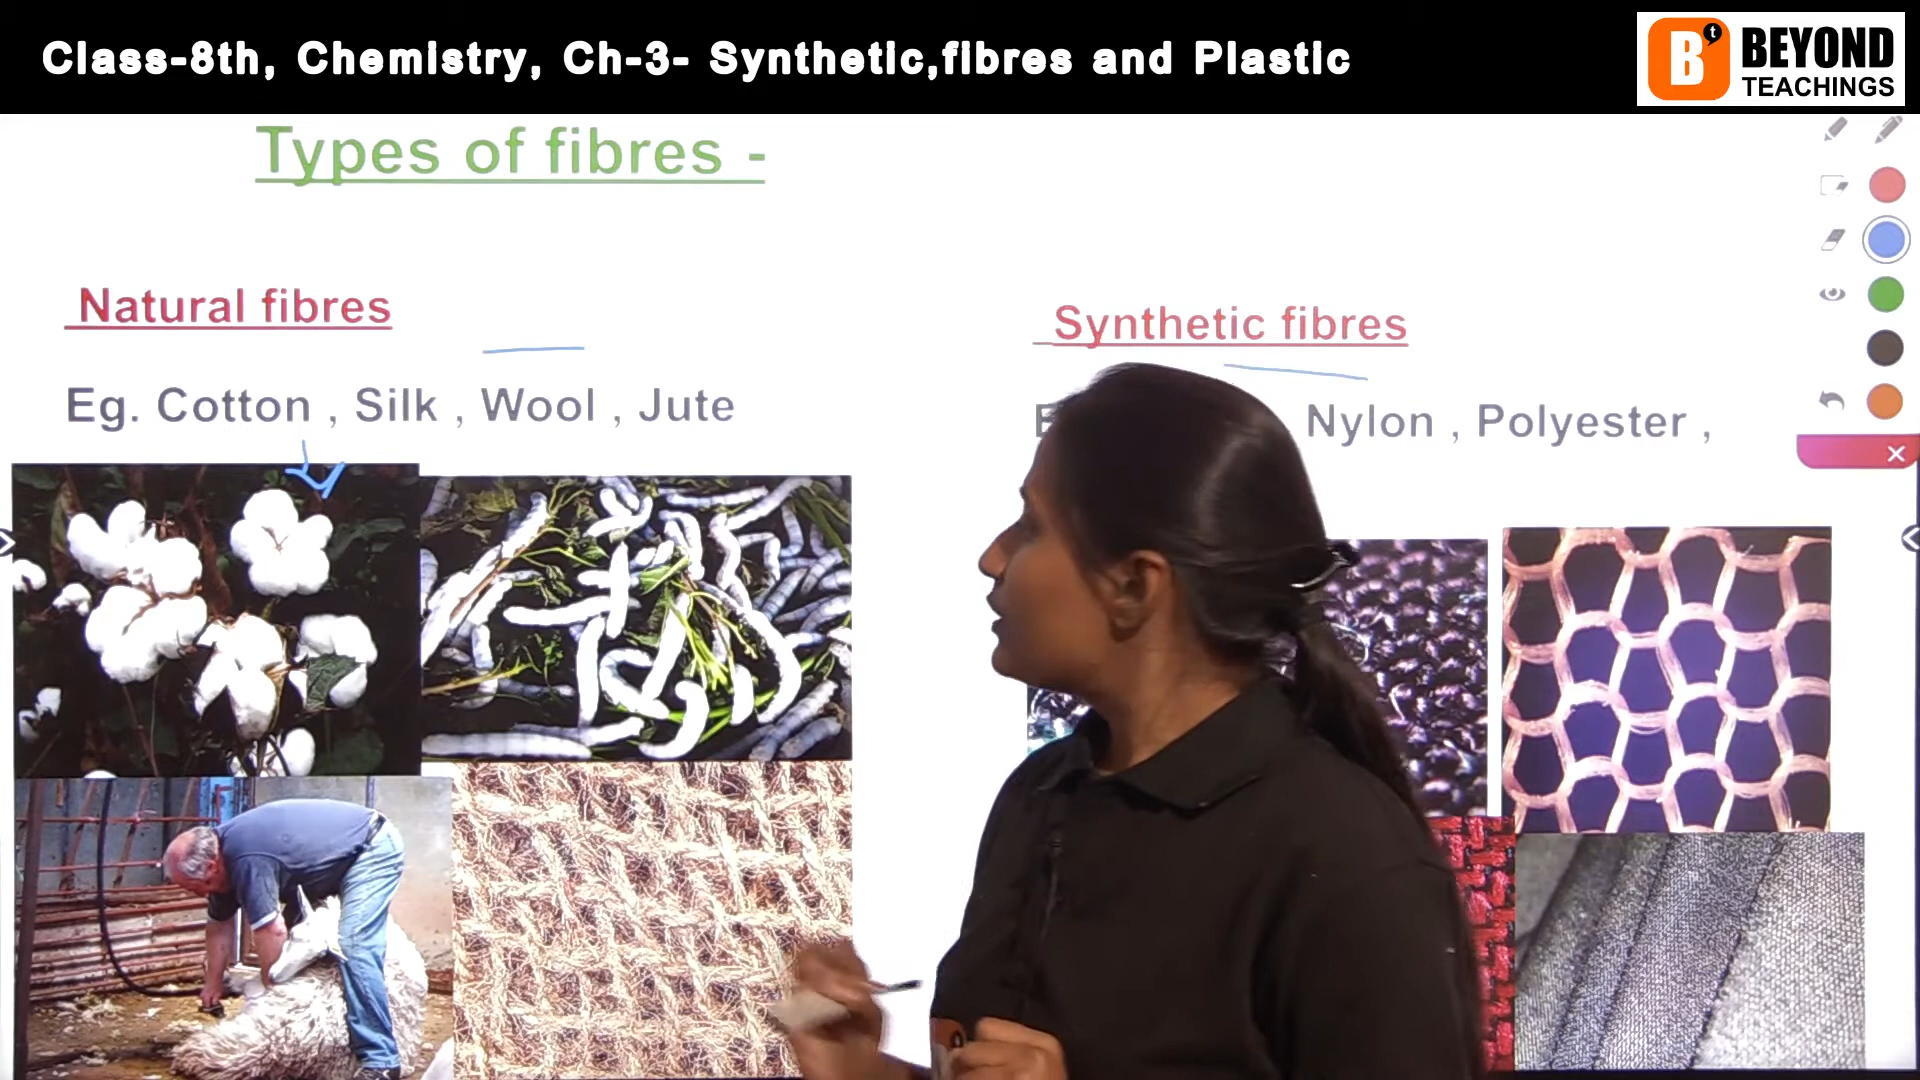 Class-8th, Chemistry, Ch-3- Synthetic,fibres and Plastic
BEYOND
TEACHINGS
Types of fibres -
Natural fibres
Synthetic fibres
Eg. Cotton , Silk , Wool , Jute
Nylon , Polyester ,